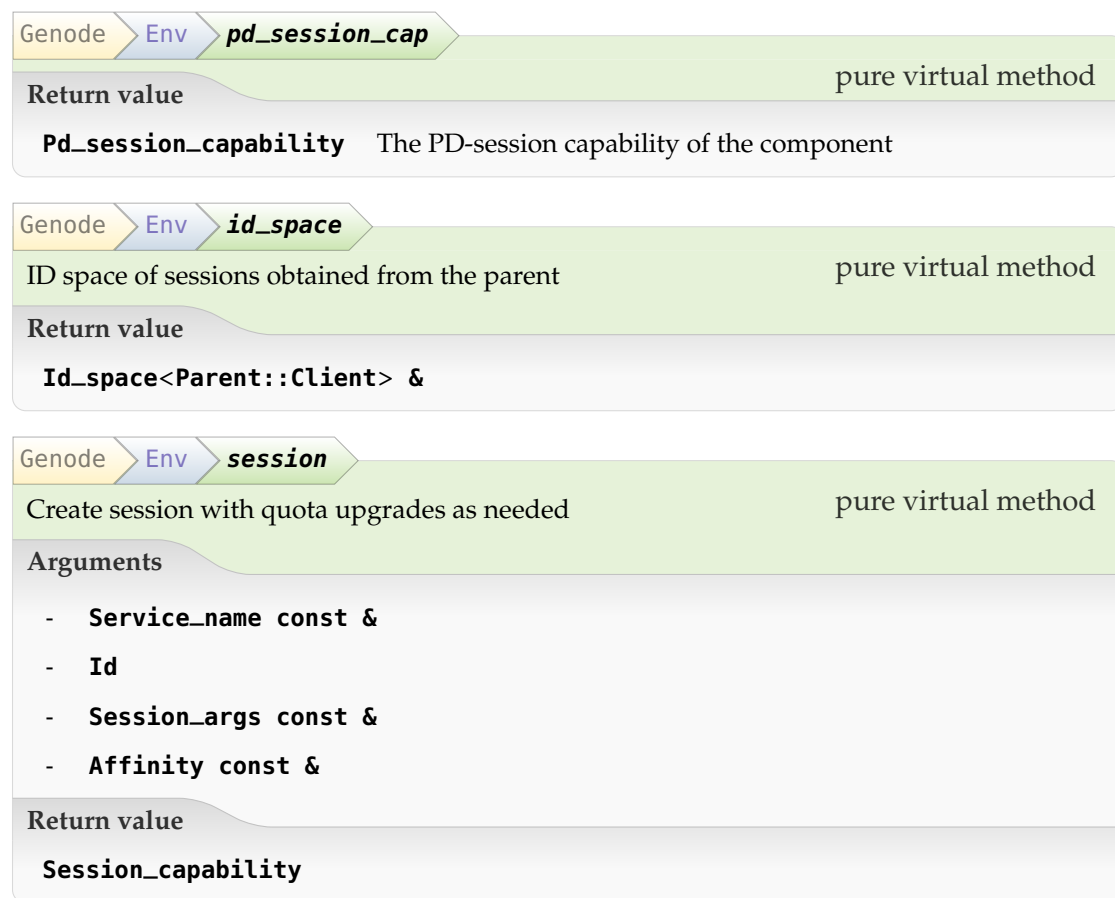 Genode Env pd_session_cap
pure virtual method
Return value
Pd_session_capability The PD-session capability of the component
Genode Env id_space
ID space of sessions obtained from the parent pure virtual method
Return value
Id_space<Parent::Client> &
Genode Env session
Create session with quota upgrades as needed pure virtual method
Arguments
- Service_name const &
- Id
- Session_args const &
- Affinity const &
Return value
Session_capability